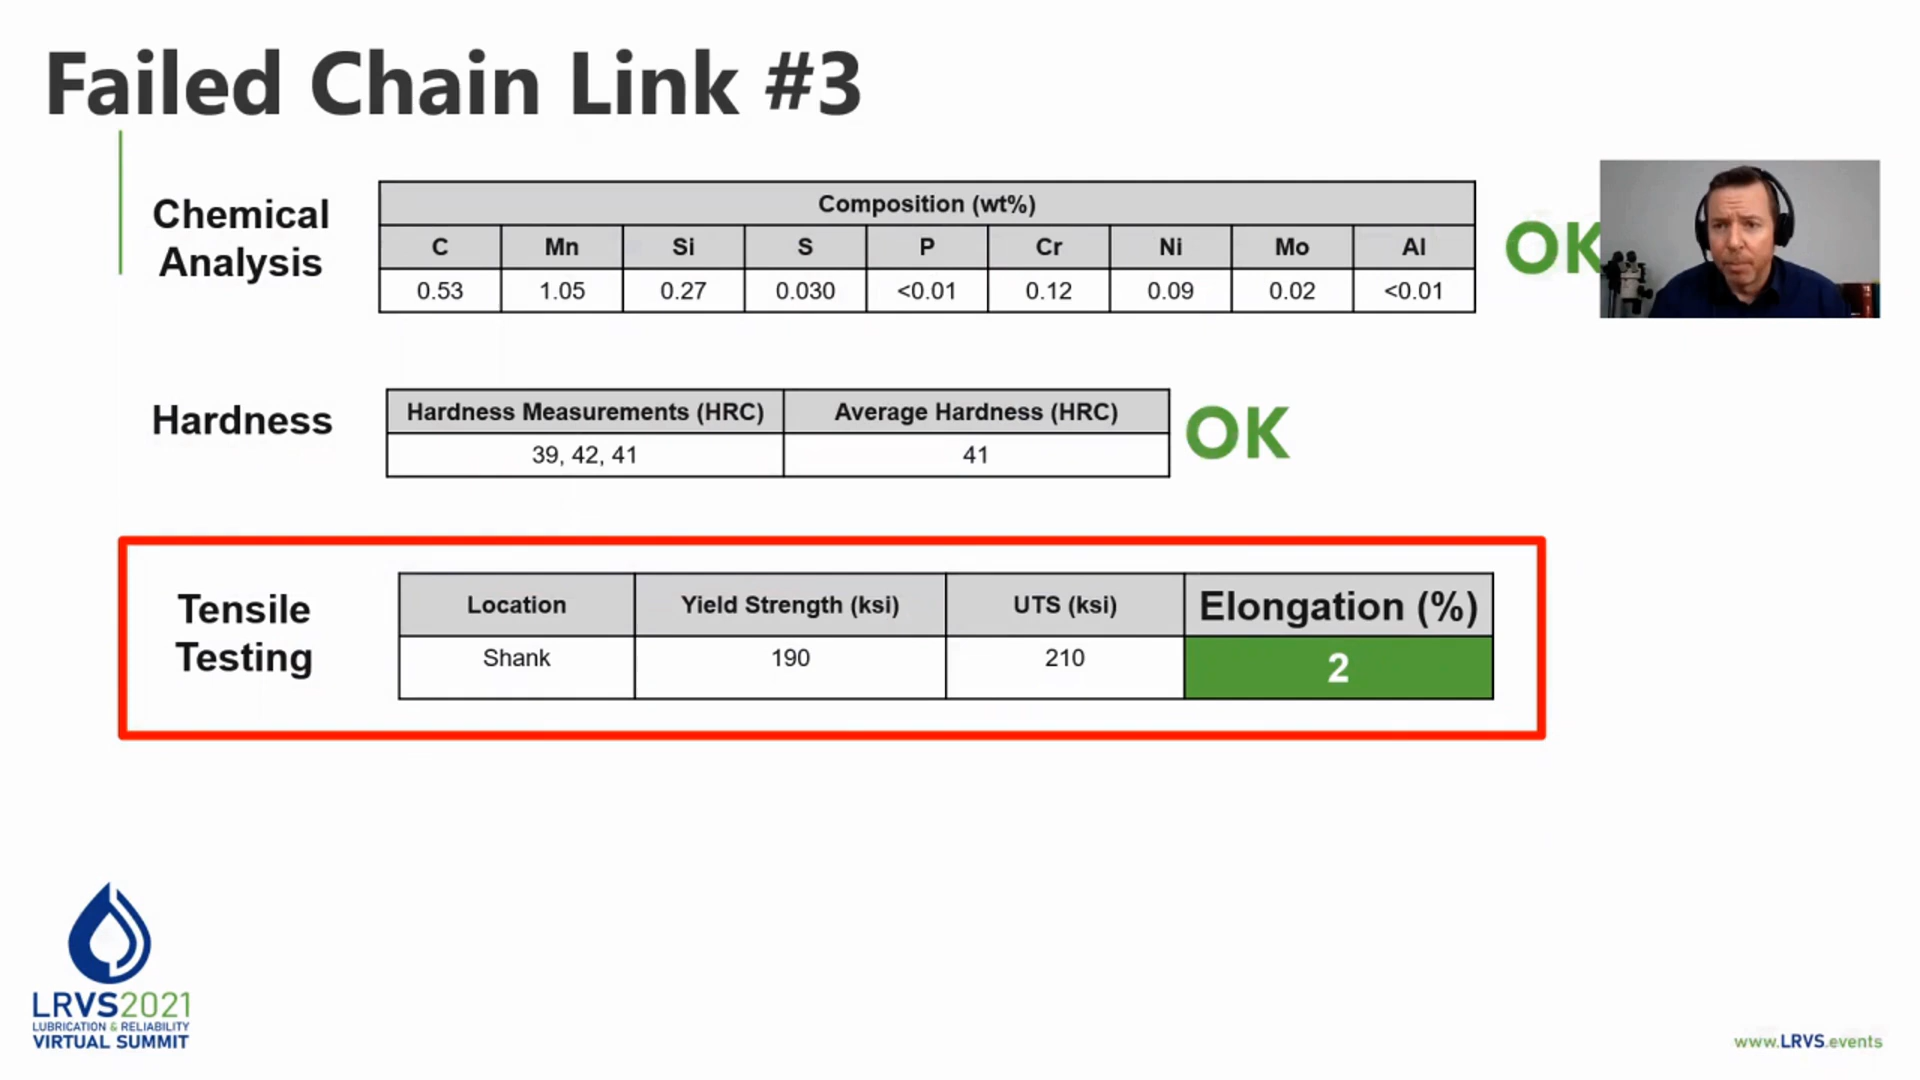 Failed Chain Link #3
Chemical
Analysis
Composition (wt%)
C Mn Si S P Cr Ni Mo Al
0.53 1.05 0.27 0.030 <0.01 0.12 0.09 0.02 <0.01
OK
Hardness
Hardness Measurements (HRC) Average Hardness (HRC)
39, 42, 41 41
OK
Tensile
Testing
Location Yield Strength (ksi) UTS (ksi) Elongation (%)
Shank 190 210 2
LRVS2021
LUBRICATION & RELIABILITY
VIRTUAL SUMMIT
www.LRVS.events